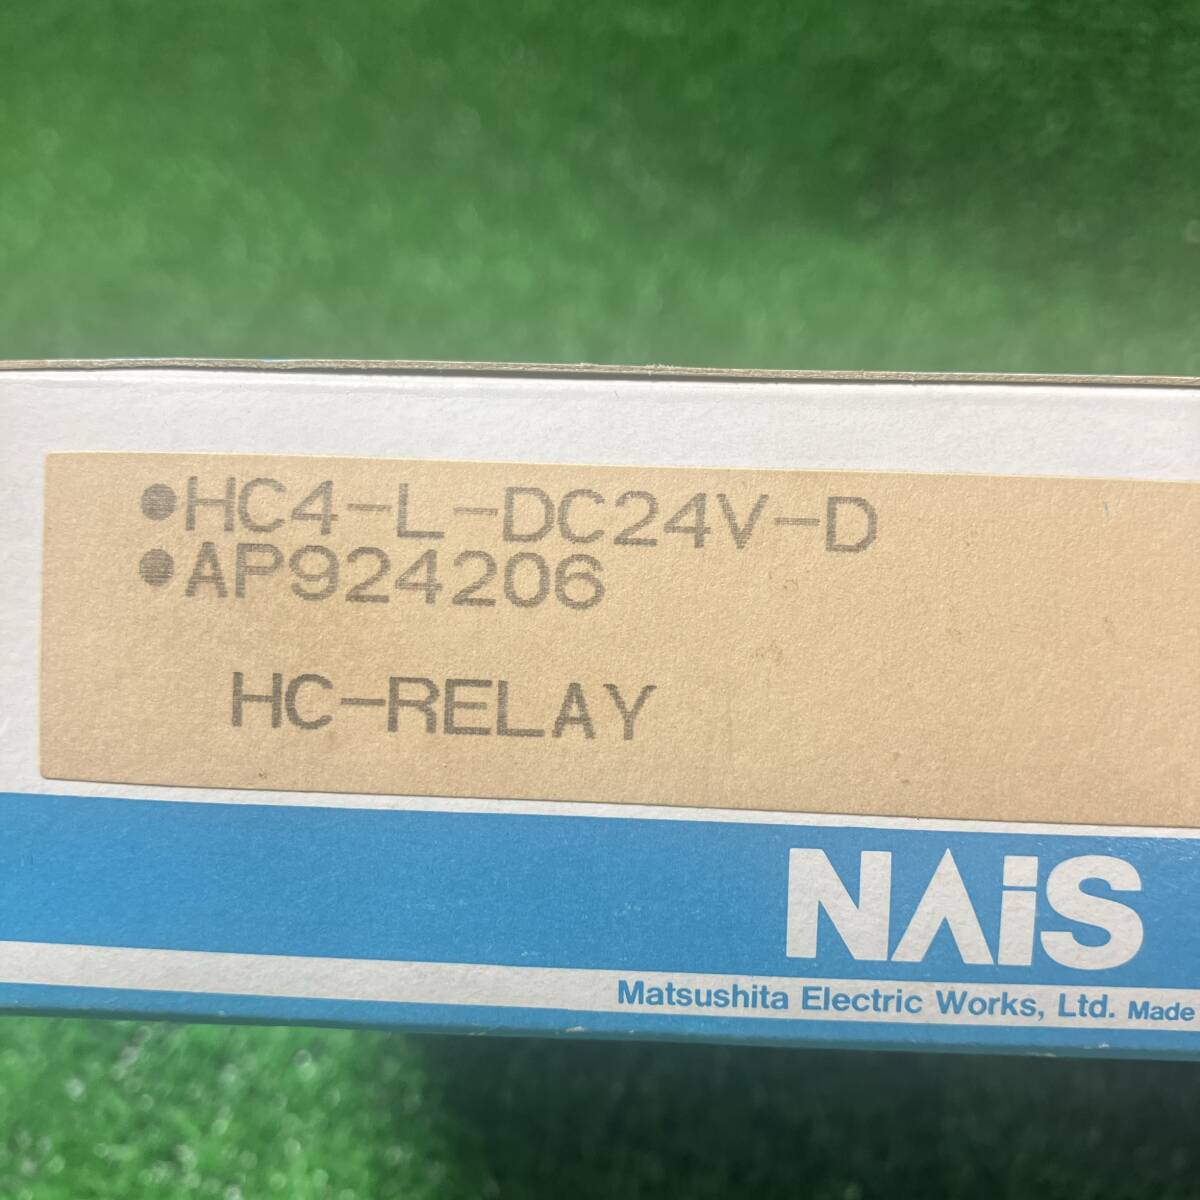 ●HC4-L-DC24V-D
●AP924206
HC-RELAY
NAiS
Matsushita Electric Works, Ltd. Made